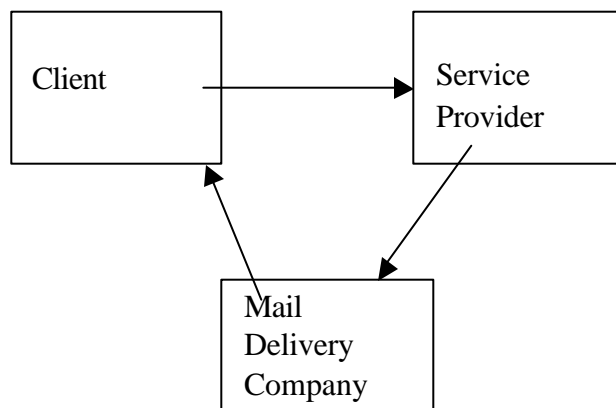 Client
Service
Provider
Mail
Delivery
Company